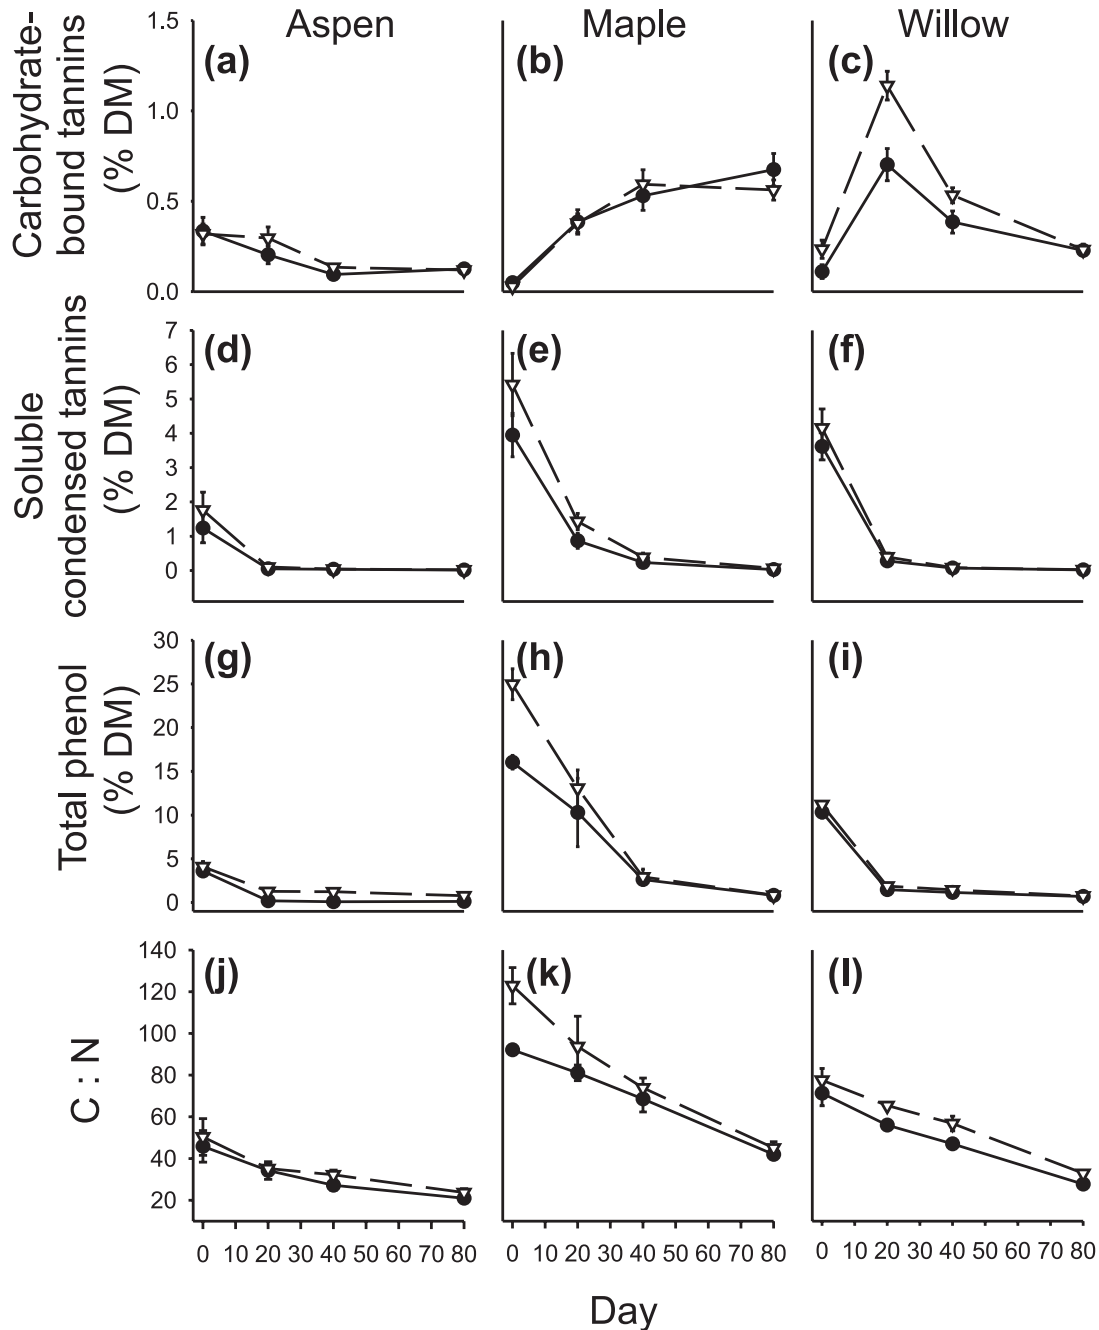 Aspen Maple Willow
Carbohydrate-
bound tannins
(% DM)
1.5
1.0
0.5
0.0
(a) (b) (c)
Soluble
condensed tannins
(% DM)
7
6
5
4
3
2
1
0
(d) (e) (f)
Total phenol
(% DM)
30
25
20
15
10
5
0
(g) (h) (i)
C : N
140
120
100
80
60
40
20
(j) (k) (l)
0 10 20 30 40 50 60 70 80 0 10 20 30 40 50 60 70 80 0 10 20 30 40 50 60 70 80
Day